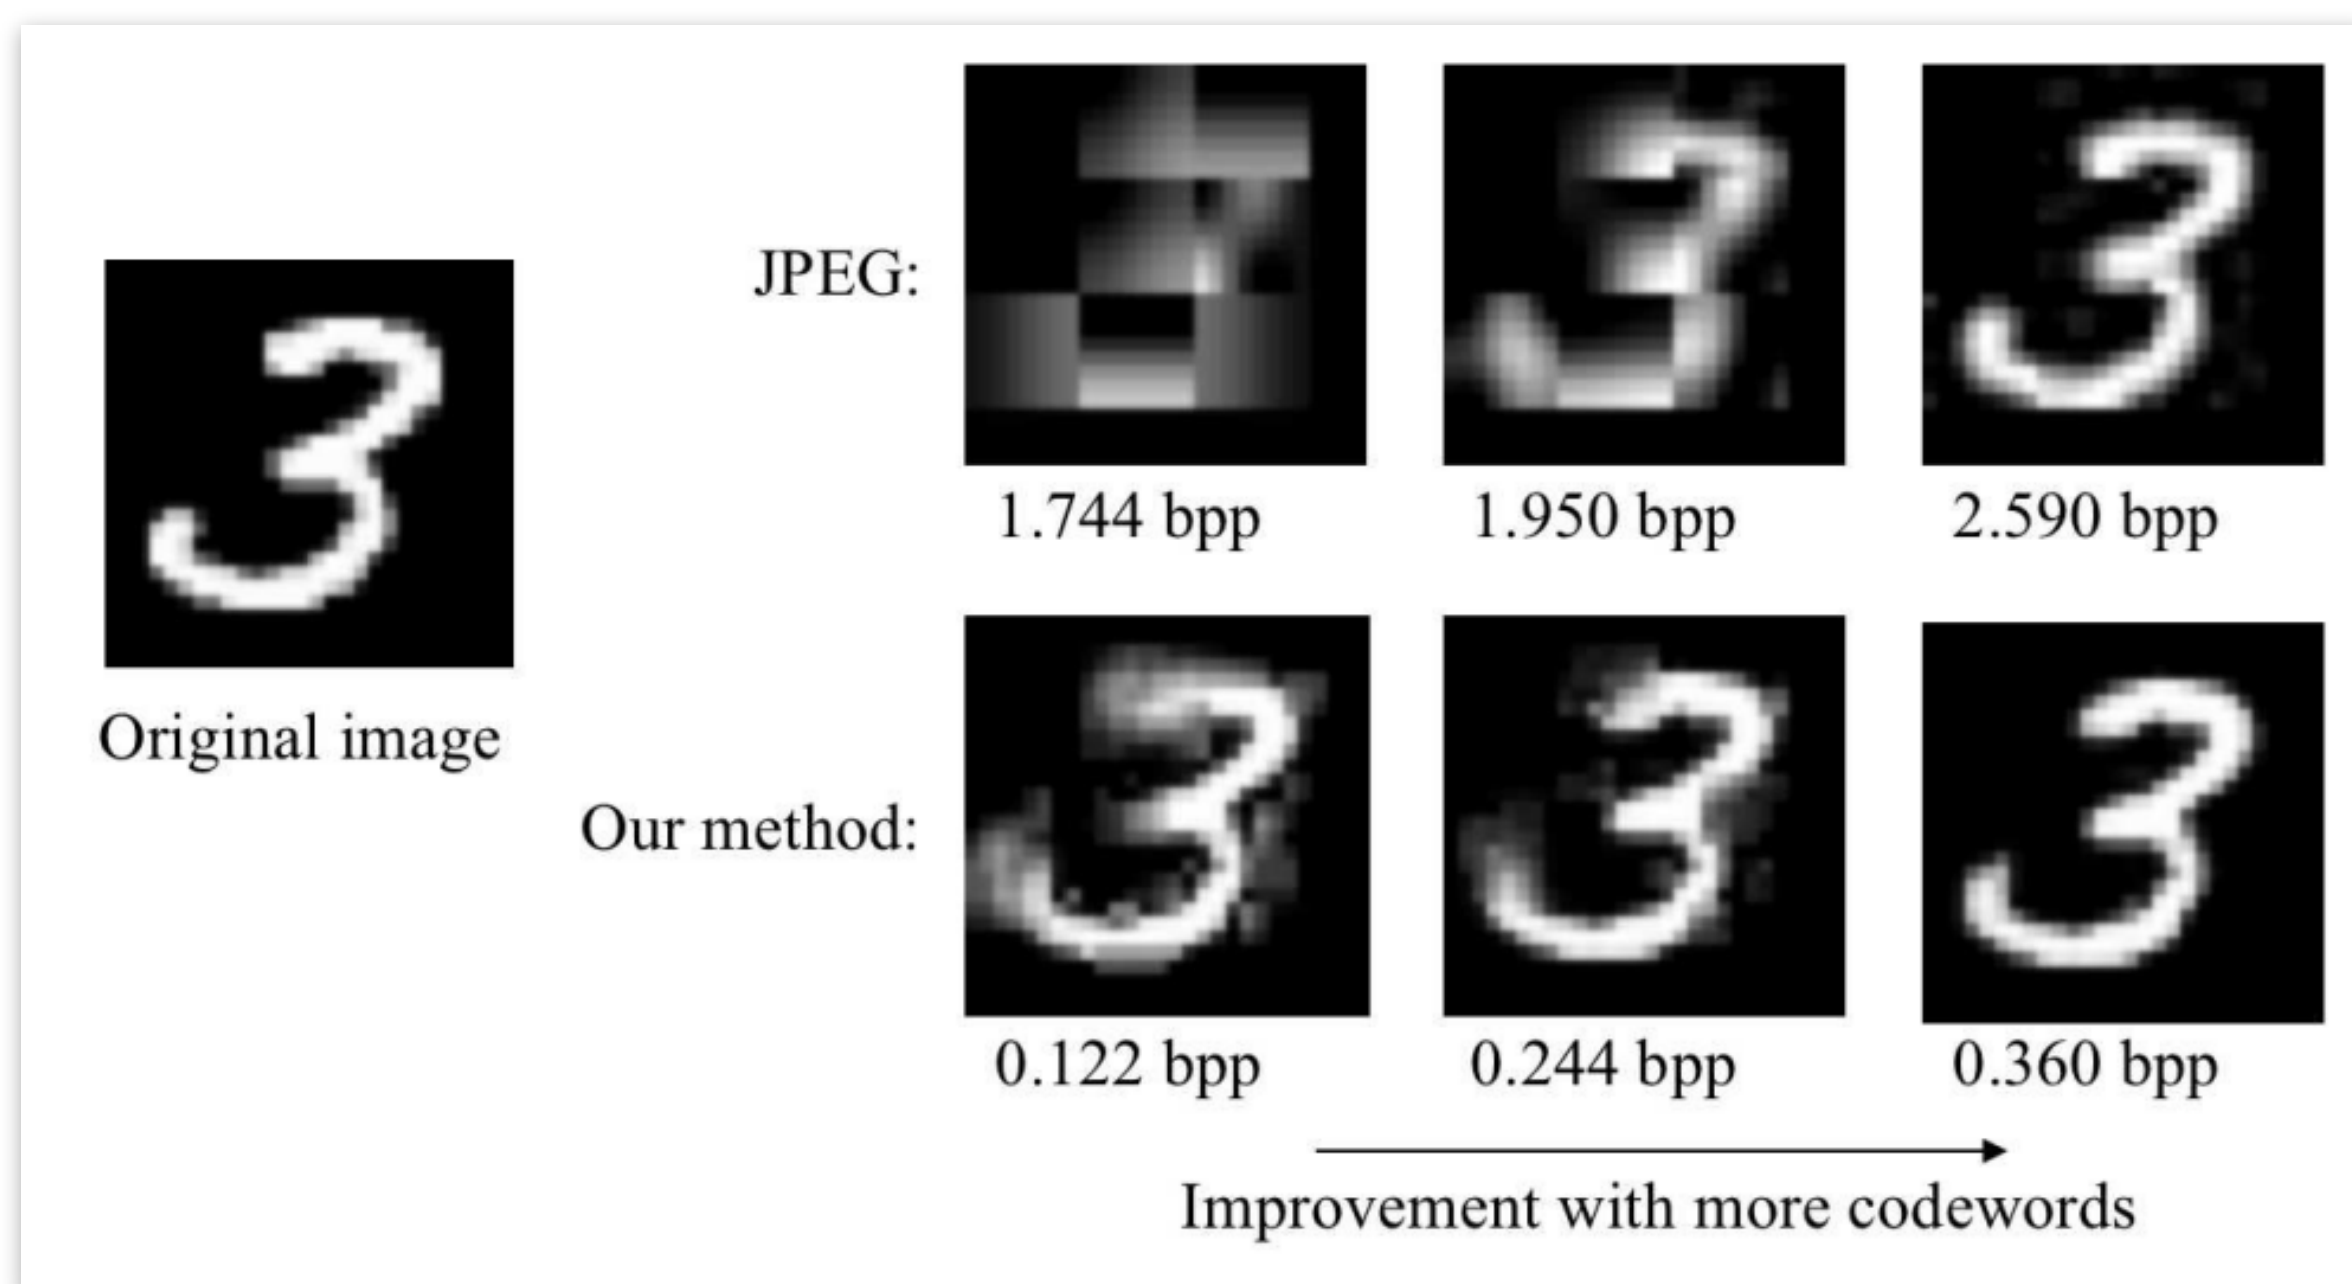 JPEG:
1.744 bpp
1.950 bpp
2.590 bpp
Original image
Our method:
0.122 bpp
0.244 bpp
0.360 bpp
Improvement with more codewords